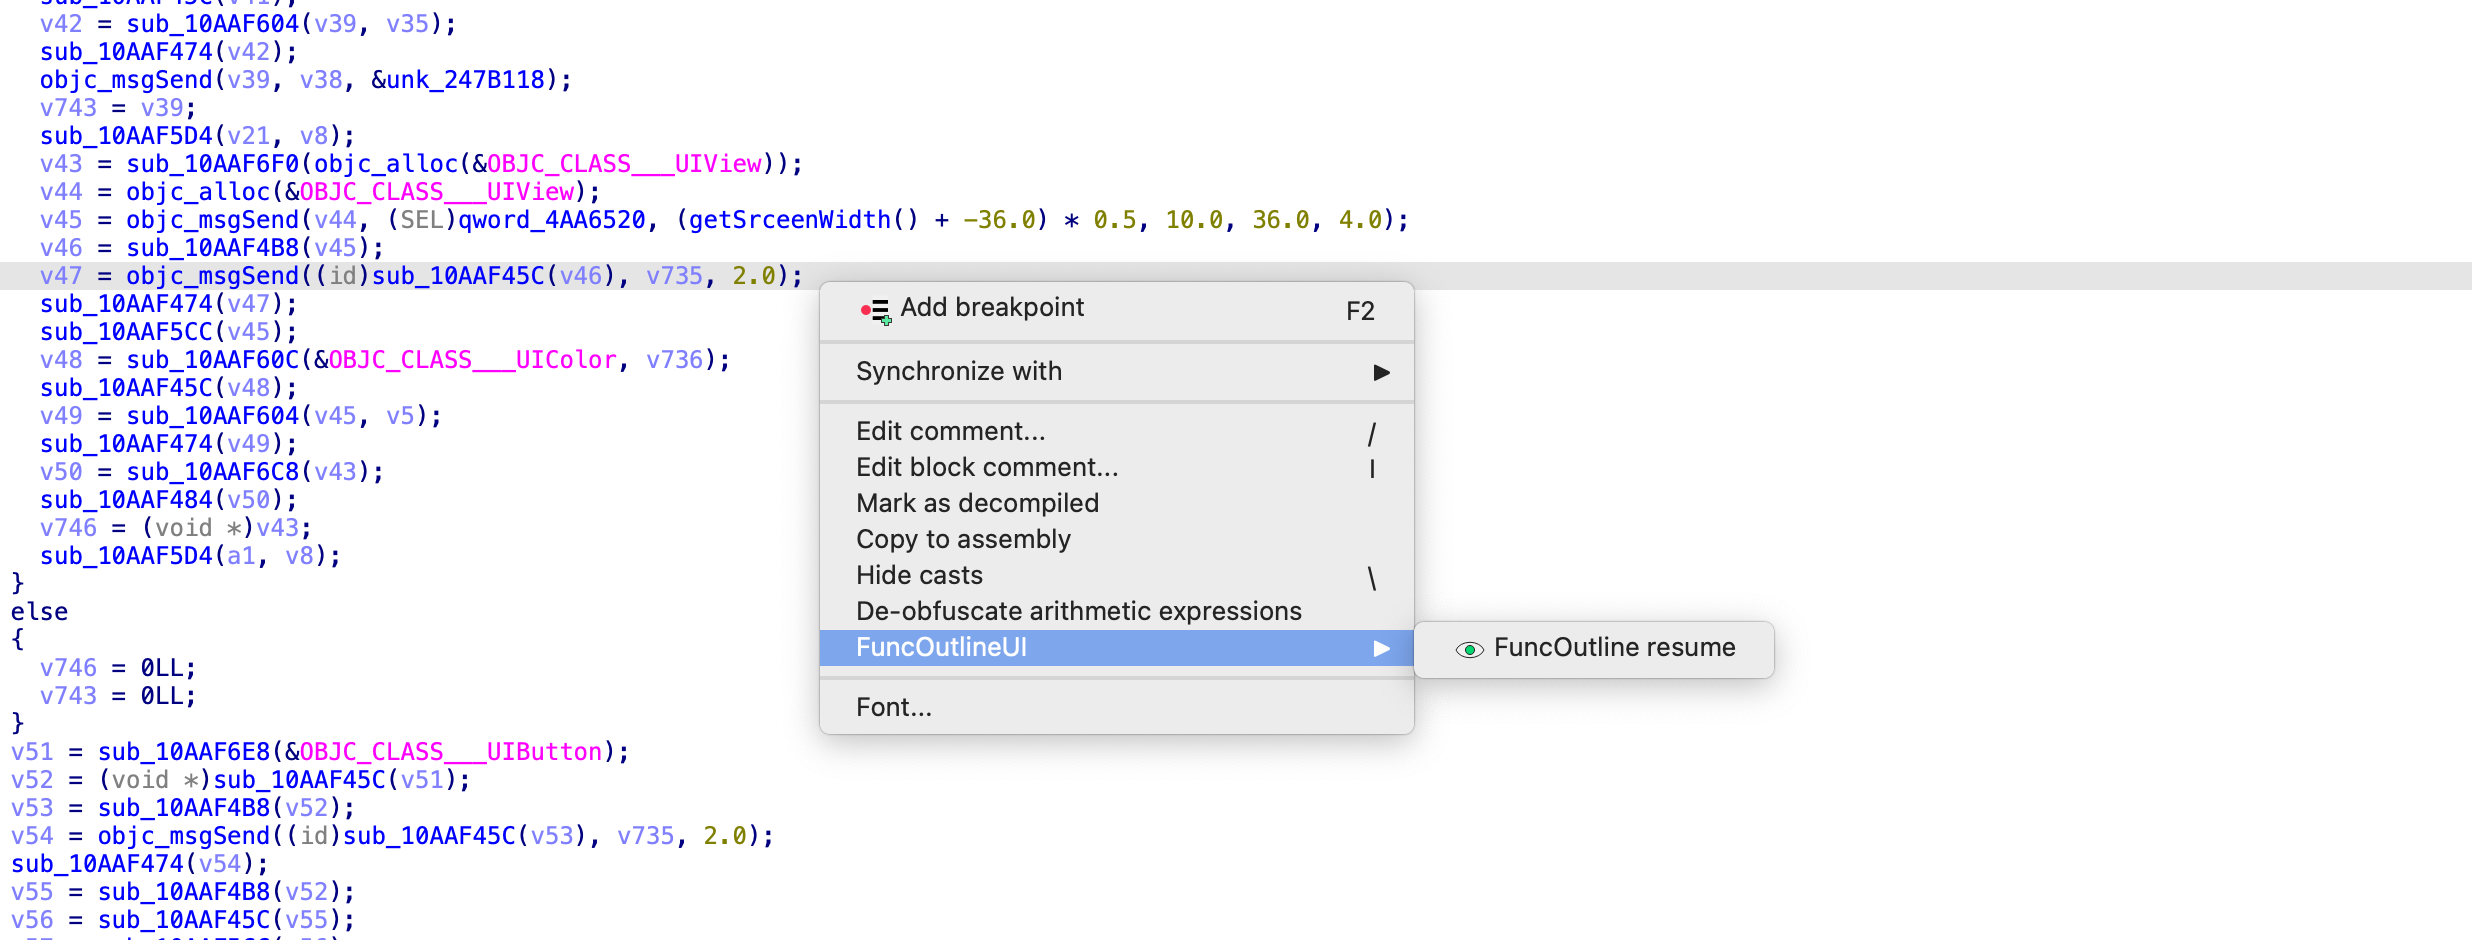 v42 = sub_10AAF604(v39, v35);
sub_10AAF474(v42);
objc_msgSend(v39, v38, &unk_247B118);
v743 = v39;
sub_10AAF5D4(v21, v8);
v43 = sub_10AAF6F0(objc_alloc(&OBJC_CLASS___UIView));
v44 = objc_alloc(&OBJC_CLASS___UIView);
v45 = objc_msgSend(v44, (SEL)qword_4AA6520, (getSrceenWidth() + -36.0) * 0.5, 10.0, 36.0, 4.0);
v46 = sub_10AAF4B8(v45);
v47 = objc_msgSend((id)sub_10AAF45C(v46), v735, 2.0);
sub_10AAF474(v47);
sub_10AAF5CC(v45);
v48 = sub_10AAF60C(&OBJC_CLASS___UIColor, v736);
sub_10AAF45C(v48);
v49 = sub_10AAF604(v45, v5);
sub_10AAF474(v49);
v50 = sub_10AAF6C8(v43);
sub_10AAF484(v50);
v746 = (void *)v43;
sub_10AAF5D4(a1, v8);
}
else
{
v746 = 0LL;
v743 = 0LL;
}
v51 = sub_10AAF6E8(&OBJC_CLASS___UIButton);
v52 = (void *)sub_10AAF45C(v51);
v53 = sub_10AAF4B8(v52);
v54 = objc_msgSend((id)sub_10AAF45C(v53), v735, 2.0);
sub_10AAF474(v54);
v55 = sub_10AAF4B8(v52);
v56 = sub_10AAF45C(v55);
Add breakpoint F2
Synchronize with
Edit comment... /
Edit block comment... I
Mark as decompiled
Copy to assembly
Hide casts \
De-obfuscate arithmetic expressions
FuncOutlineUI
FuncOutline resume
Font...